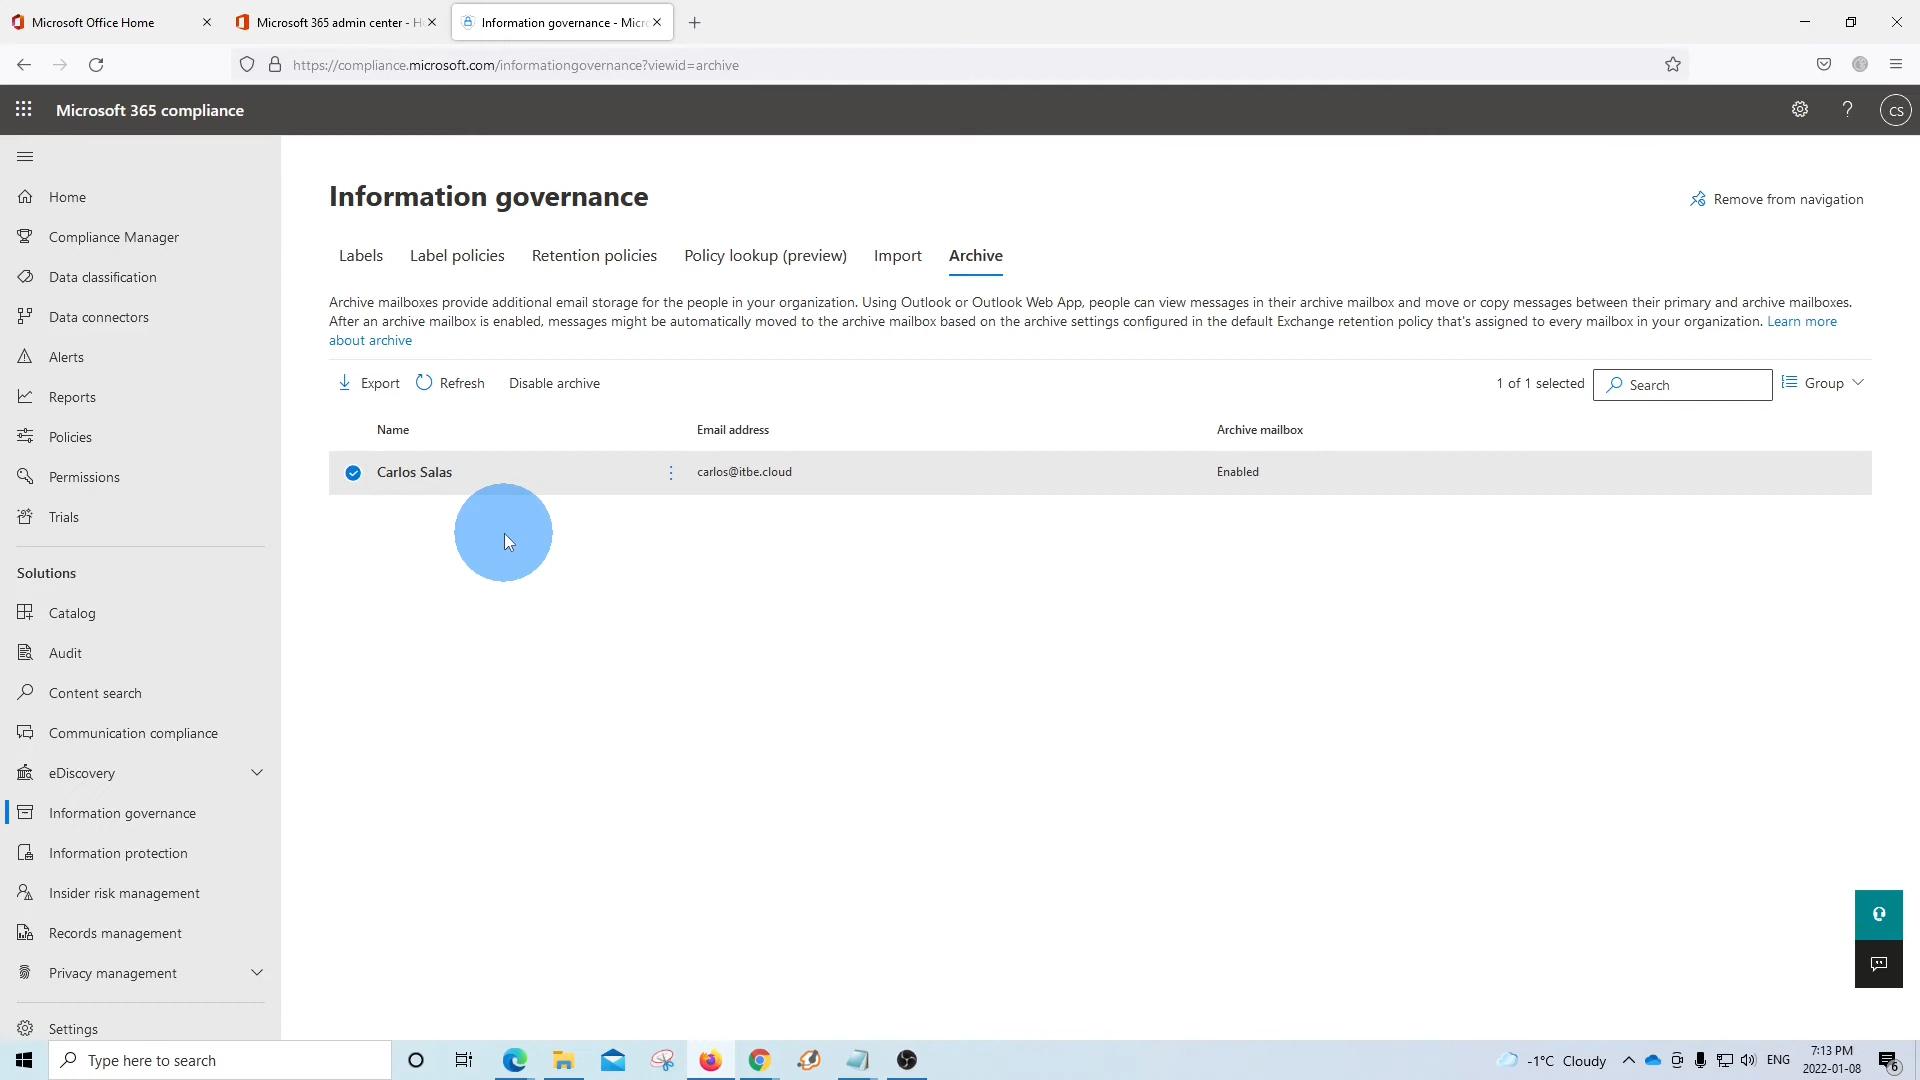 Microsoft Office Home
Microsoft 365 admin center - H
Information governance - Micr
https://compliance.microsoft.com/informationgovernance?viewid=archive
Microsoft 365 compliance
CS
Home
Compliance Manager
Data classification
Data connectors
Alerts
Reports
Policies
Permissions
Trials
Solutions
Catalog
Audit
Content search
Communication compliance
eDiscovery
Information governance
Information protection
Insider risk management
Records management
Privacy management
Settings
Information governance
Remove from navigation
Labels Label policies Retention policies Policy lookup (preview) Import Archive
Archive mailboxes provide additional email storage for the people in your organization. Using Outlook or Outlook Web App, people can view messages in their archive mailbox and move or copy messages between their primary and archive mailboxes.
After an archive mailbox is enabled, messages might be automatically moved to the archive mailbox based on the archive settings configured in the default Exchange retention policy that's assigned to every mailbox in your organization. Learn more
about archive
Export Refresh Disable archive 1 of 1 selected Search Group
Name Email address Archive mailbox
Carlos Salas carlos@itbe.cloud Enabled
Type here to search
-1°C Cloudy
ENG
7:13 PM
2022-01-08
6